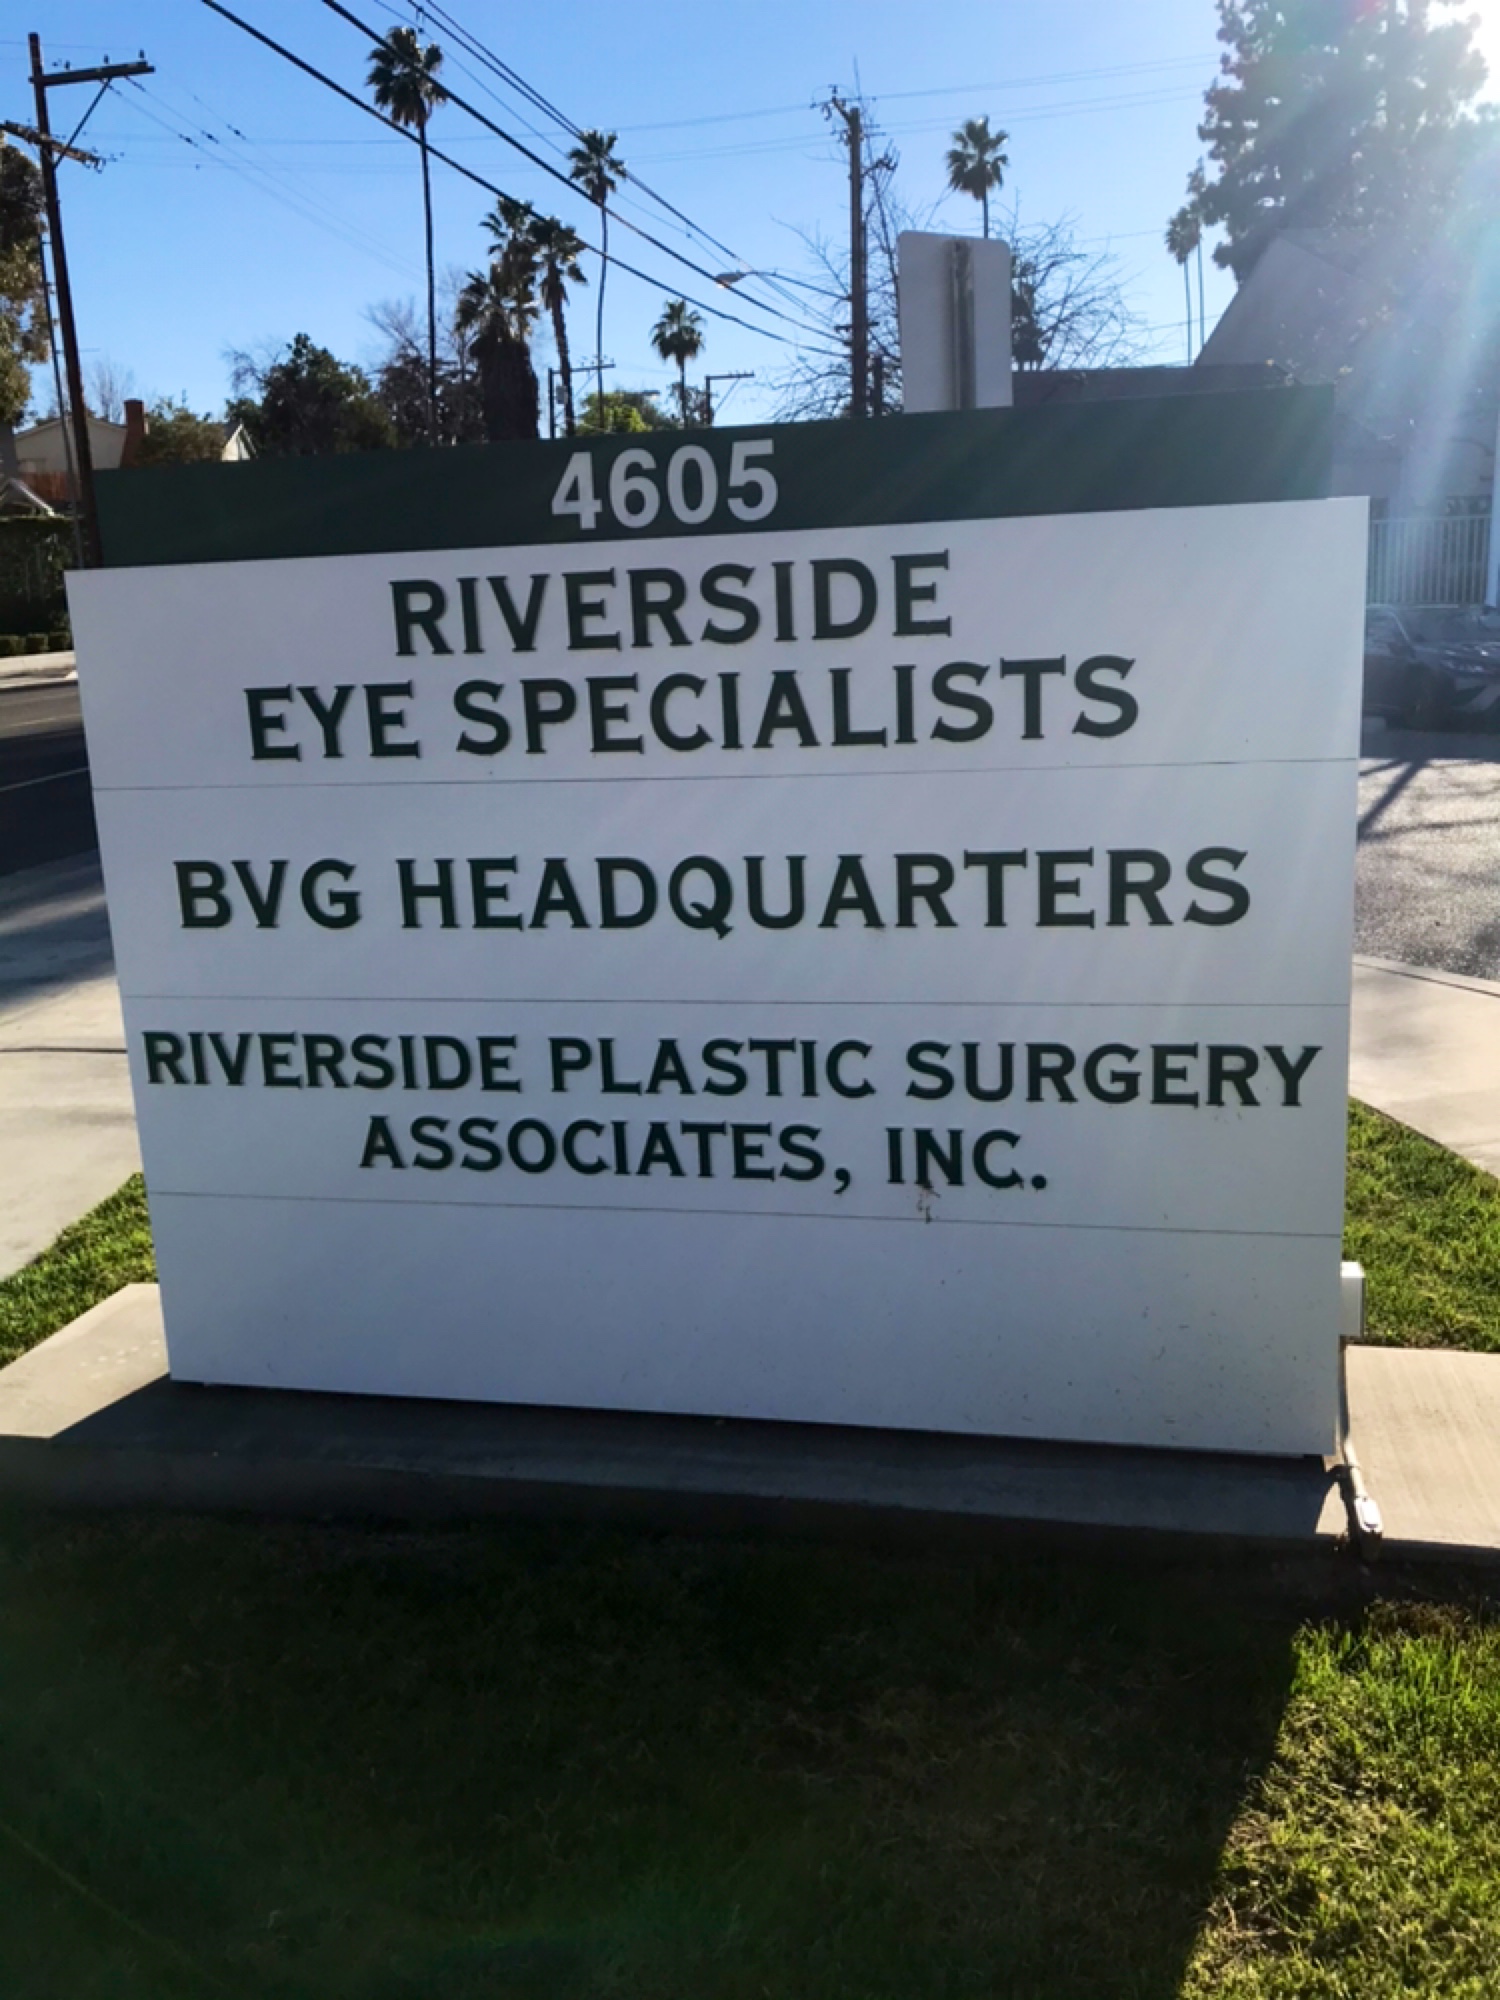 4605
RIVERSIDE
EYE SPECIALISTS
BVG HEADQUARTERS
RIVERSIDE PLASTIC SURGERY
ASSOCIATES, INC.